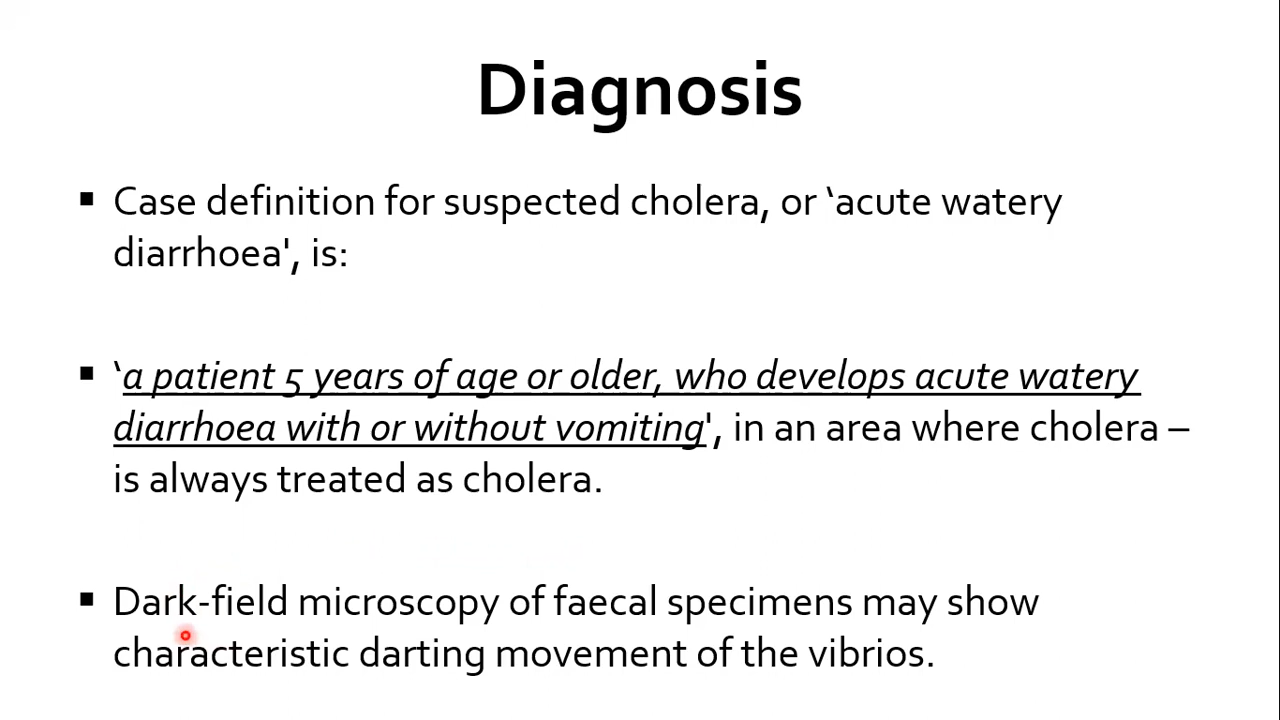 Diagnosis
▪ Case definition for suspected cholera, or ‘acute watery
diarrhoea', is:
▪ ‘a patient 5 years of age or older, who develops acute watery
diarrhoea with or without vomiting', in an area where cholera –
is always treated as cholera.
▪ Dark-field microscopy of faecal specimens may show
characteristic darting movement of the vibrios.